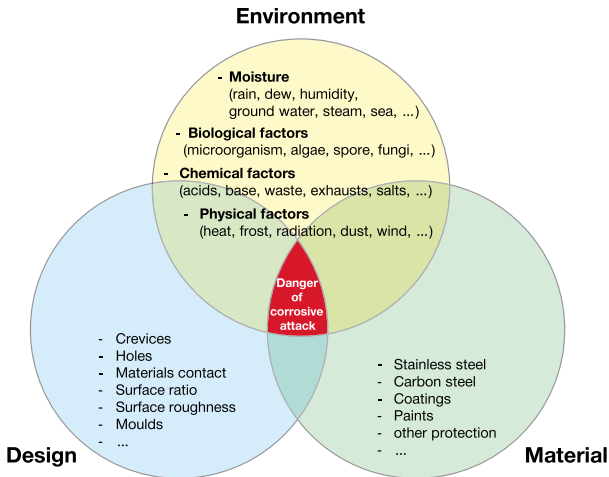 Environment
- Moisture
(rain, dew, humidity,
ground water, steam, sea, ...)
- Biological factors
(microorganism, algae, spore, fungi, ...)
- Chemical factors
(acids, base, waste, exhausts, salts, ...)
- Physical factors
(heat, frost, radiation, dust, wind, ...)
Danger
of
corrosive
attack
- Crevices
- Holes
- Materials contact
- Surface ratio
- Surface roughness
- Moulds
- ...
- Stainless steel
- Carbon steel
- Coatings
- Paints
- other protection
- ...
Design
Material